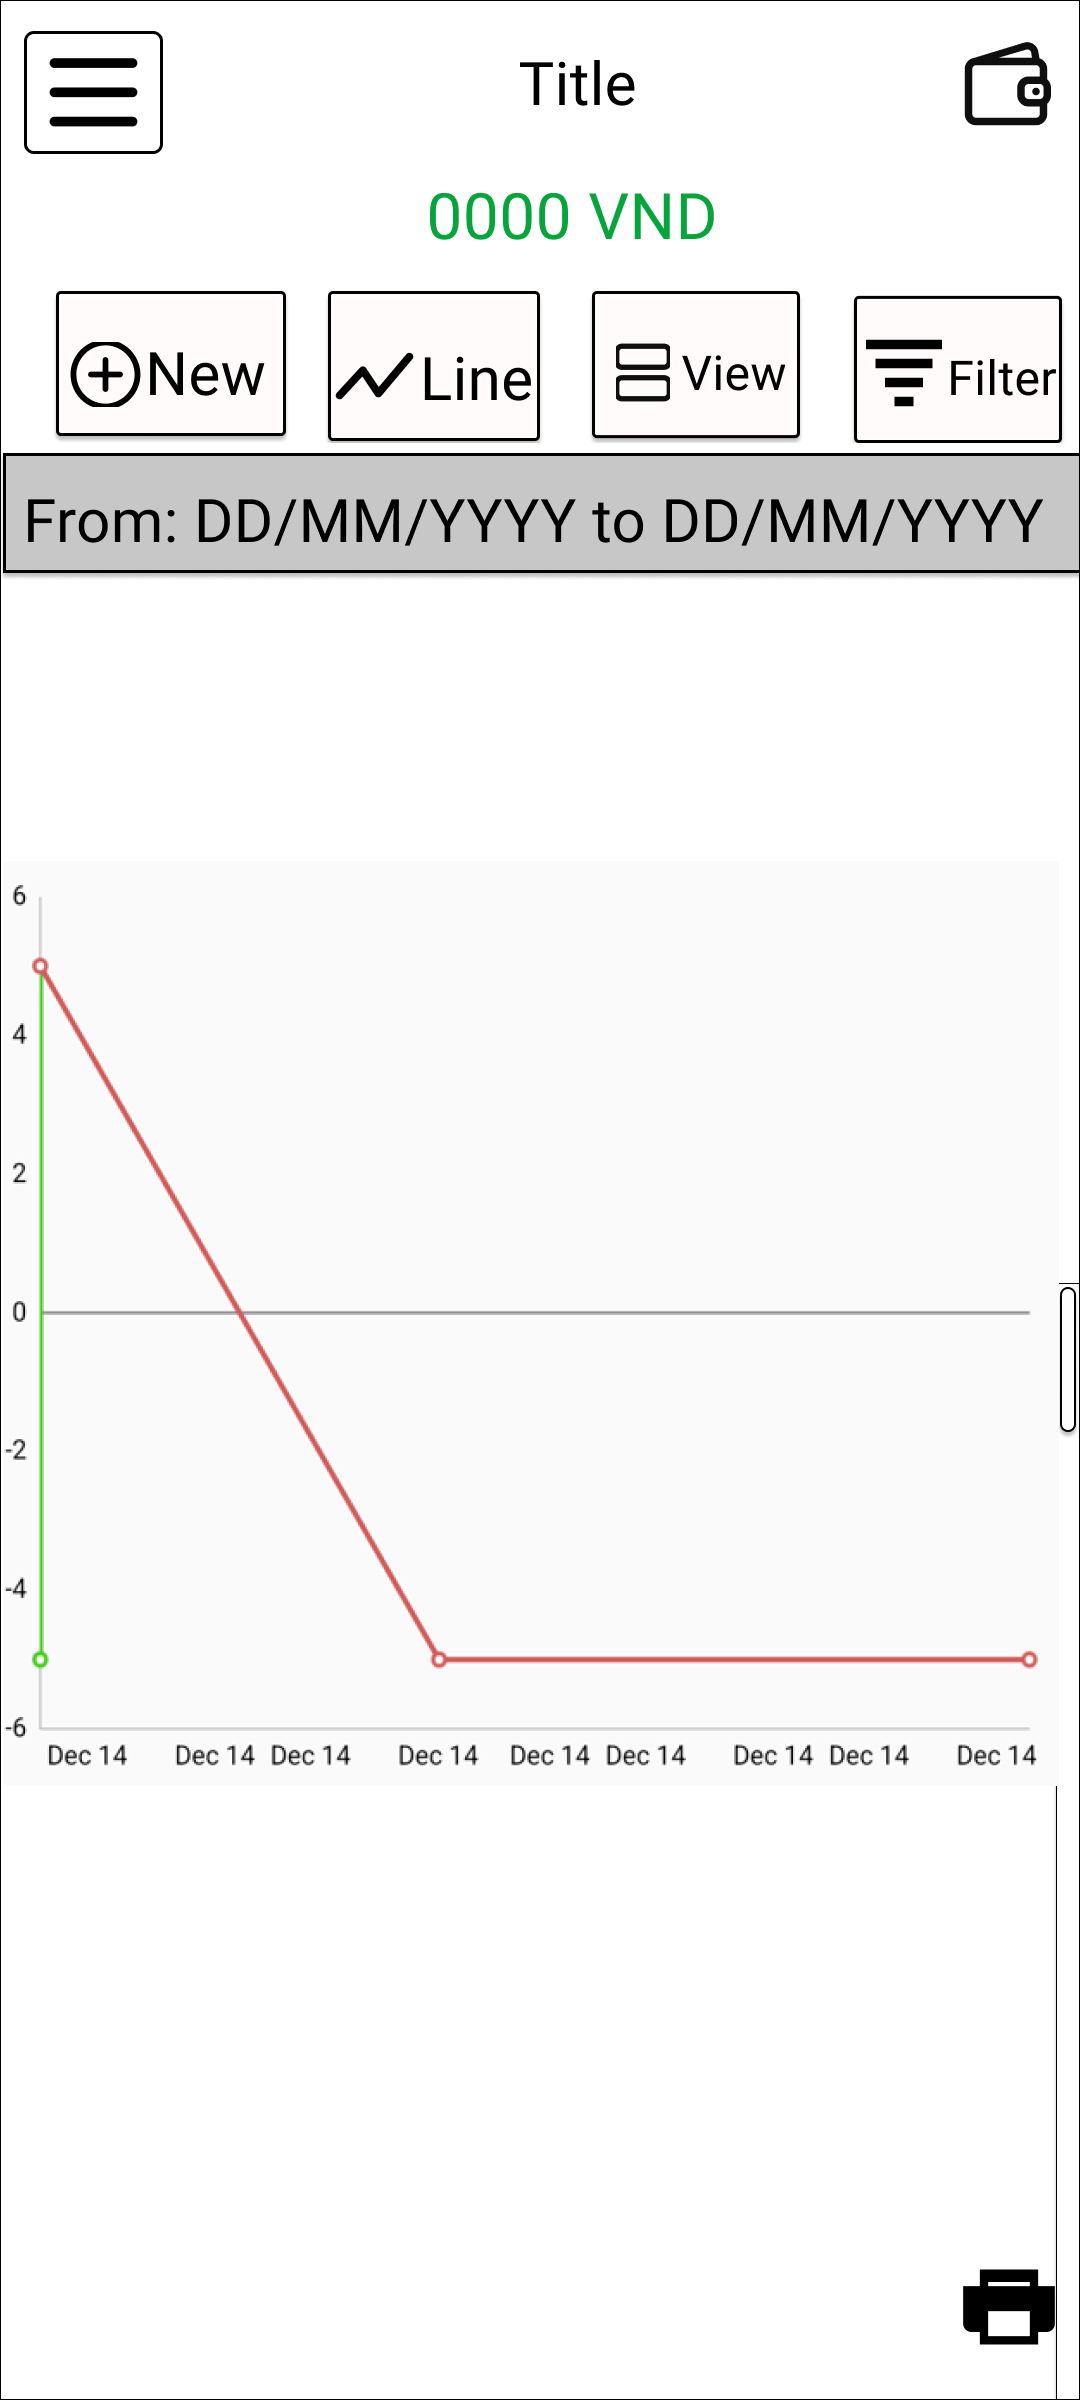 Title
0000 VND
New Line View Filter
From: DD/MM/YYYY to DD/MM/YYYY
6
4
2
0
-2
-4
-6
Dec 14 Dec 14 Dec 14 Dec 14 Dec 14 Dec 14 Dec 14 Dec 14 Dec 14